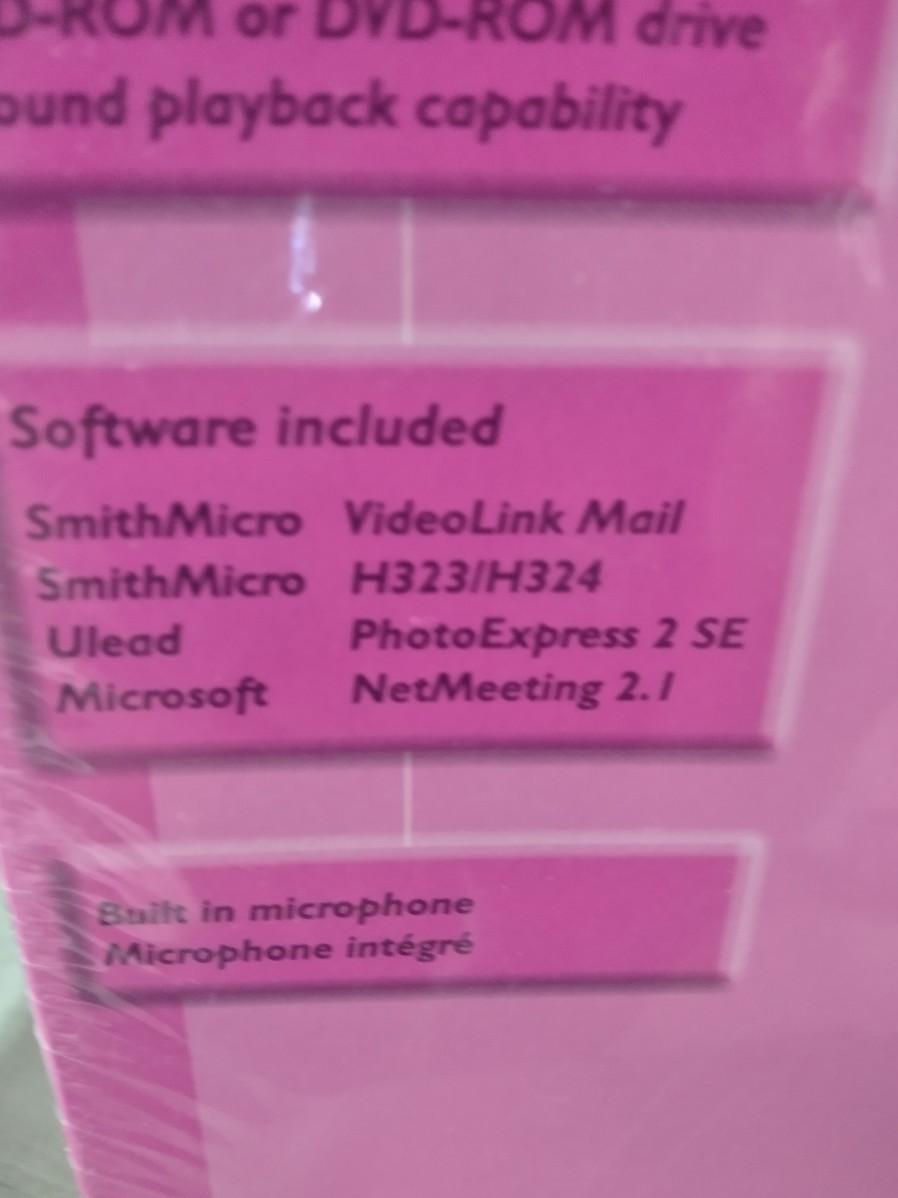 D-ROM or DVD-ROM drive
ound playback capability
Software included
SmithMicro VideoLink Mail
SmithMicro H323/H324
Ulead PhotoExpress 2 SE
Microsoft NetMeeting 2.1
Built in microphone
Microphone intégré